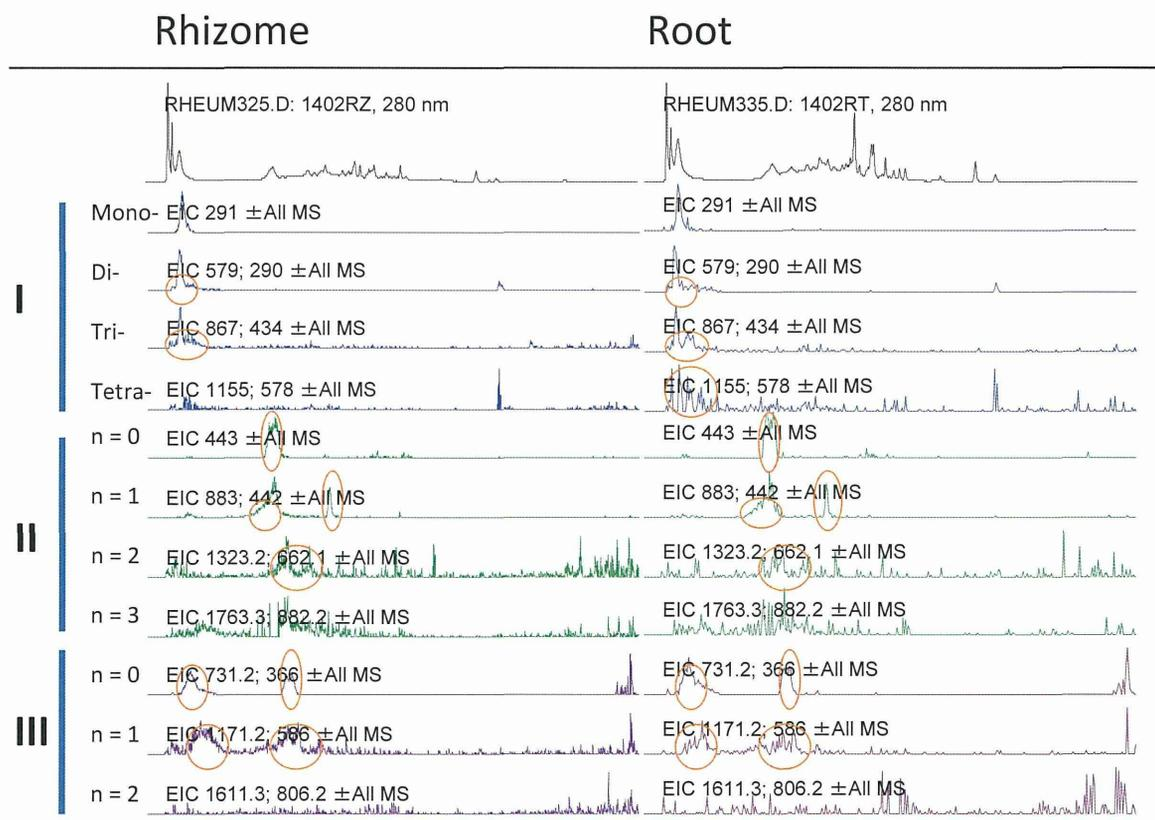 Rhizome Root
RHEUM325.D: 1402RZ, 280 nm RHEUM335.D: 1402RT, 280 nm
Mono- EIC 291 ±All MS EIC 291 ±All MS
Di- EIC 579; 290 ±All MS EIC 579; 290 ±All MS
I
Tri- EIC 867; 434 ±All MS EIC 867; 434 ±All MS
Tetra- EIC 1155; 578 ±All MS EIC 1155; 578 ±All MS
n = 0 EIC 443 ±All MS EIC 443 ±All MS
n = 1 EIC 883; 442 ±All MS EIC 883; 442 ±All MS
II
n = 2 EIC 1323.2; 662.1 ±All MS EIC 1323.2; 662.1 ±All MS
n = 3 EIC 1763.3; 882.2 ±All MS EIC 1763.3; 882.2 ±All MS
n = 0 EIC 731.2; 366 ±All MS EIC 731.2; 366 ±All MS
III
n = 1 EIC 1171.2; 586 ±All MS EIC 1171.2; 586 ±All MS
n = 2 EIC 1611.3; 806.2 ±All MS EIC 1611.3; 806.2 ±All MS